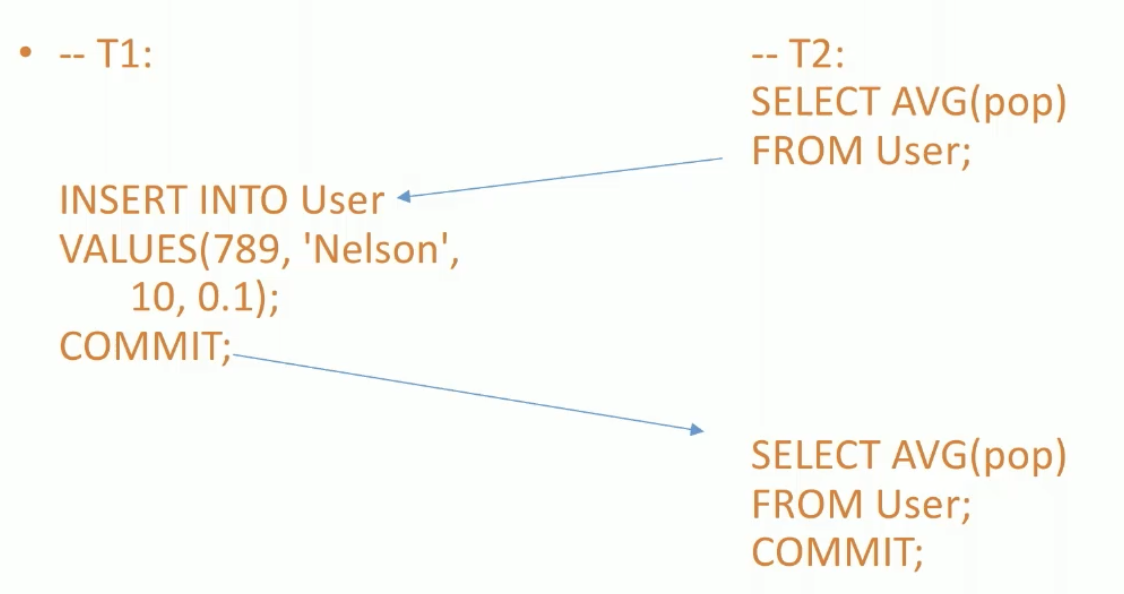 • -- T1:
-- T2:
SELECT AVG(pop)
FROM User;
INSERT INTO User
VALUES(789, 'Nelson',
10, 0.1);
COMMIT;
SELECT AVG(pop)
FROM User;
COMMIT;